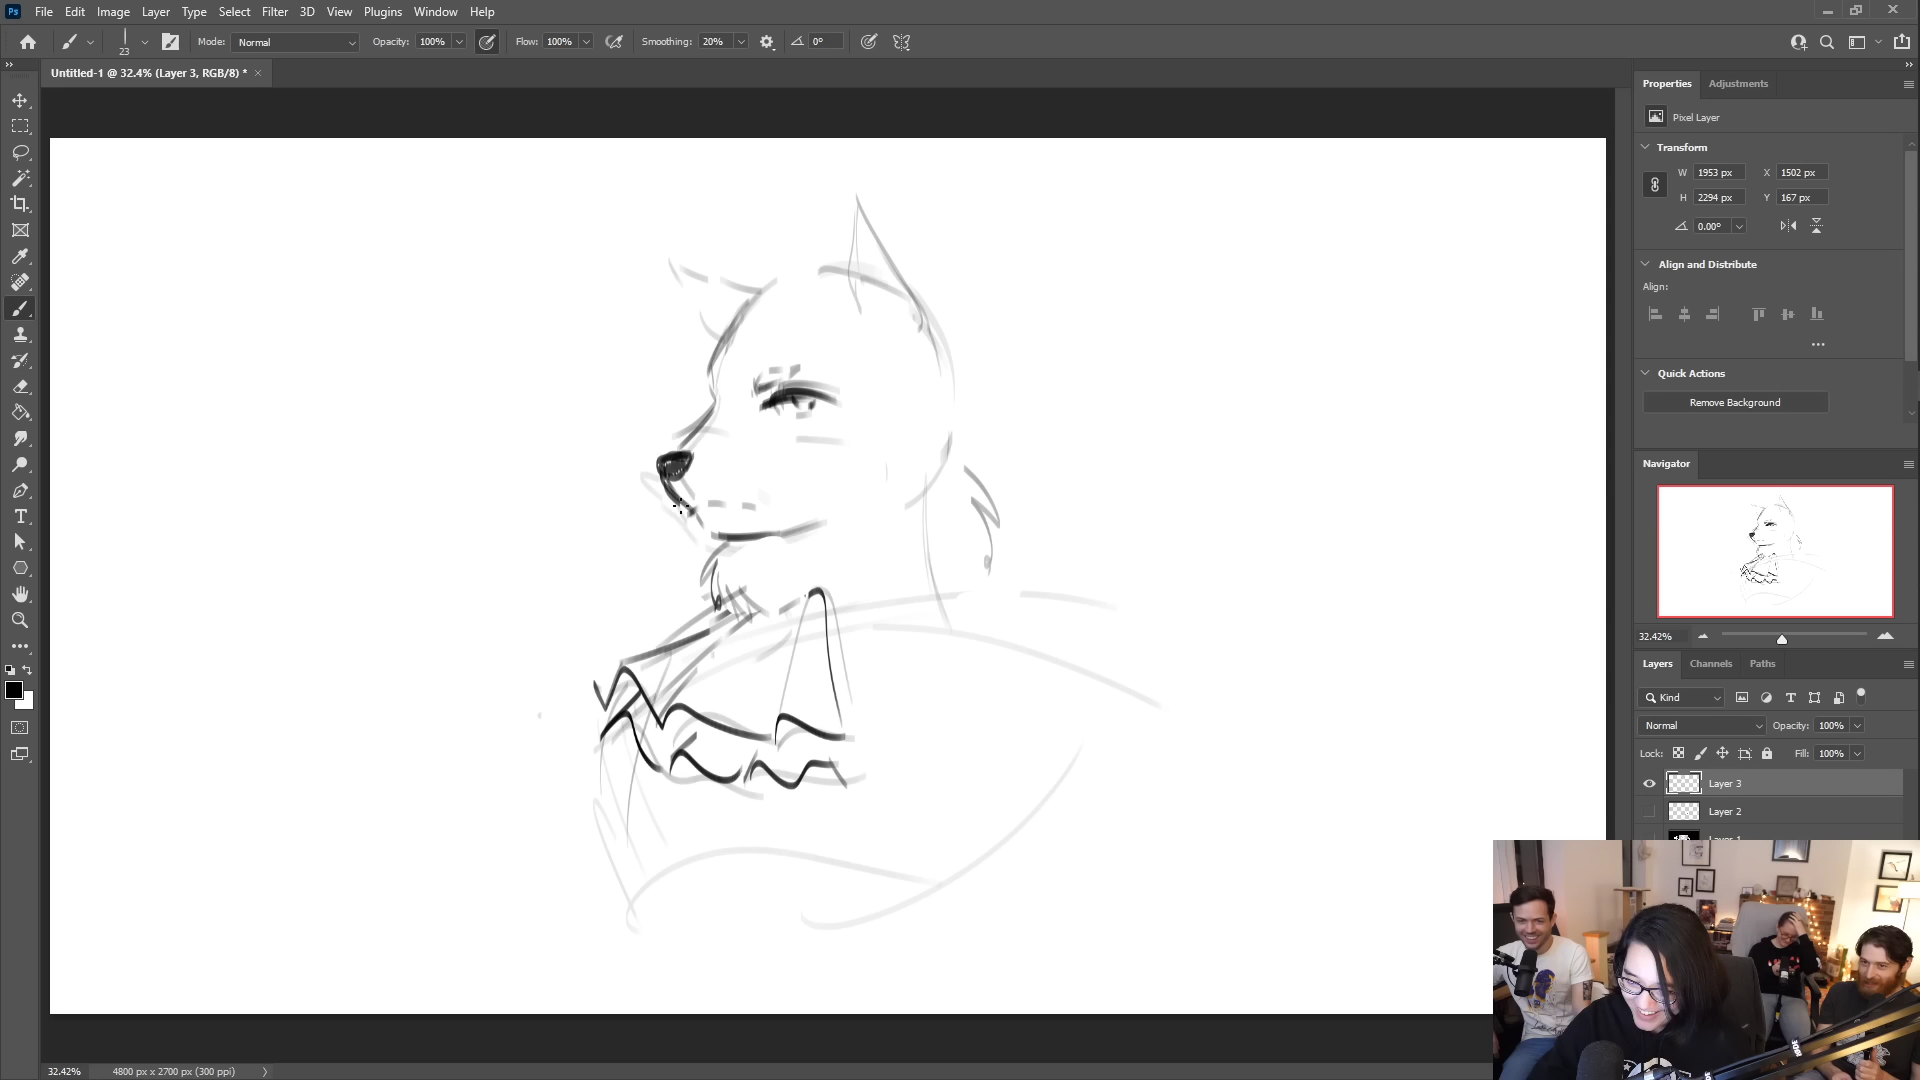 Ps File Edit Image Layer Type Select Filter 3D View Plugins Window Help
23 Mode: Normal Opacity: 100% Flow: 100% Smoothing: 20% 0°
Untitled-1 @ 32.4% (Layer 3, RGB/8) *
Properties Adjustments
Pixel Layer
Transform
W 1953 px X 1502 px
H 2294 px Y 167 px
0.00°
Align and Distribute
Align:
Quick Actions
Remove Background
Navigator
32.42%
Layers Channels Paths
Kind
Normal Opacity: 100%
Lock: Fill: 100%
Layer 3
Layer 2
Layer 1
32.42% 4800 px x 2700 px (300 ppi)